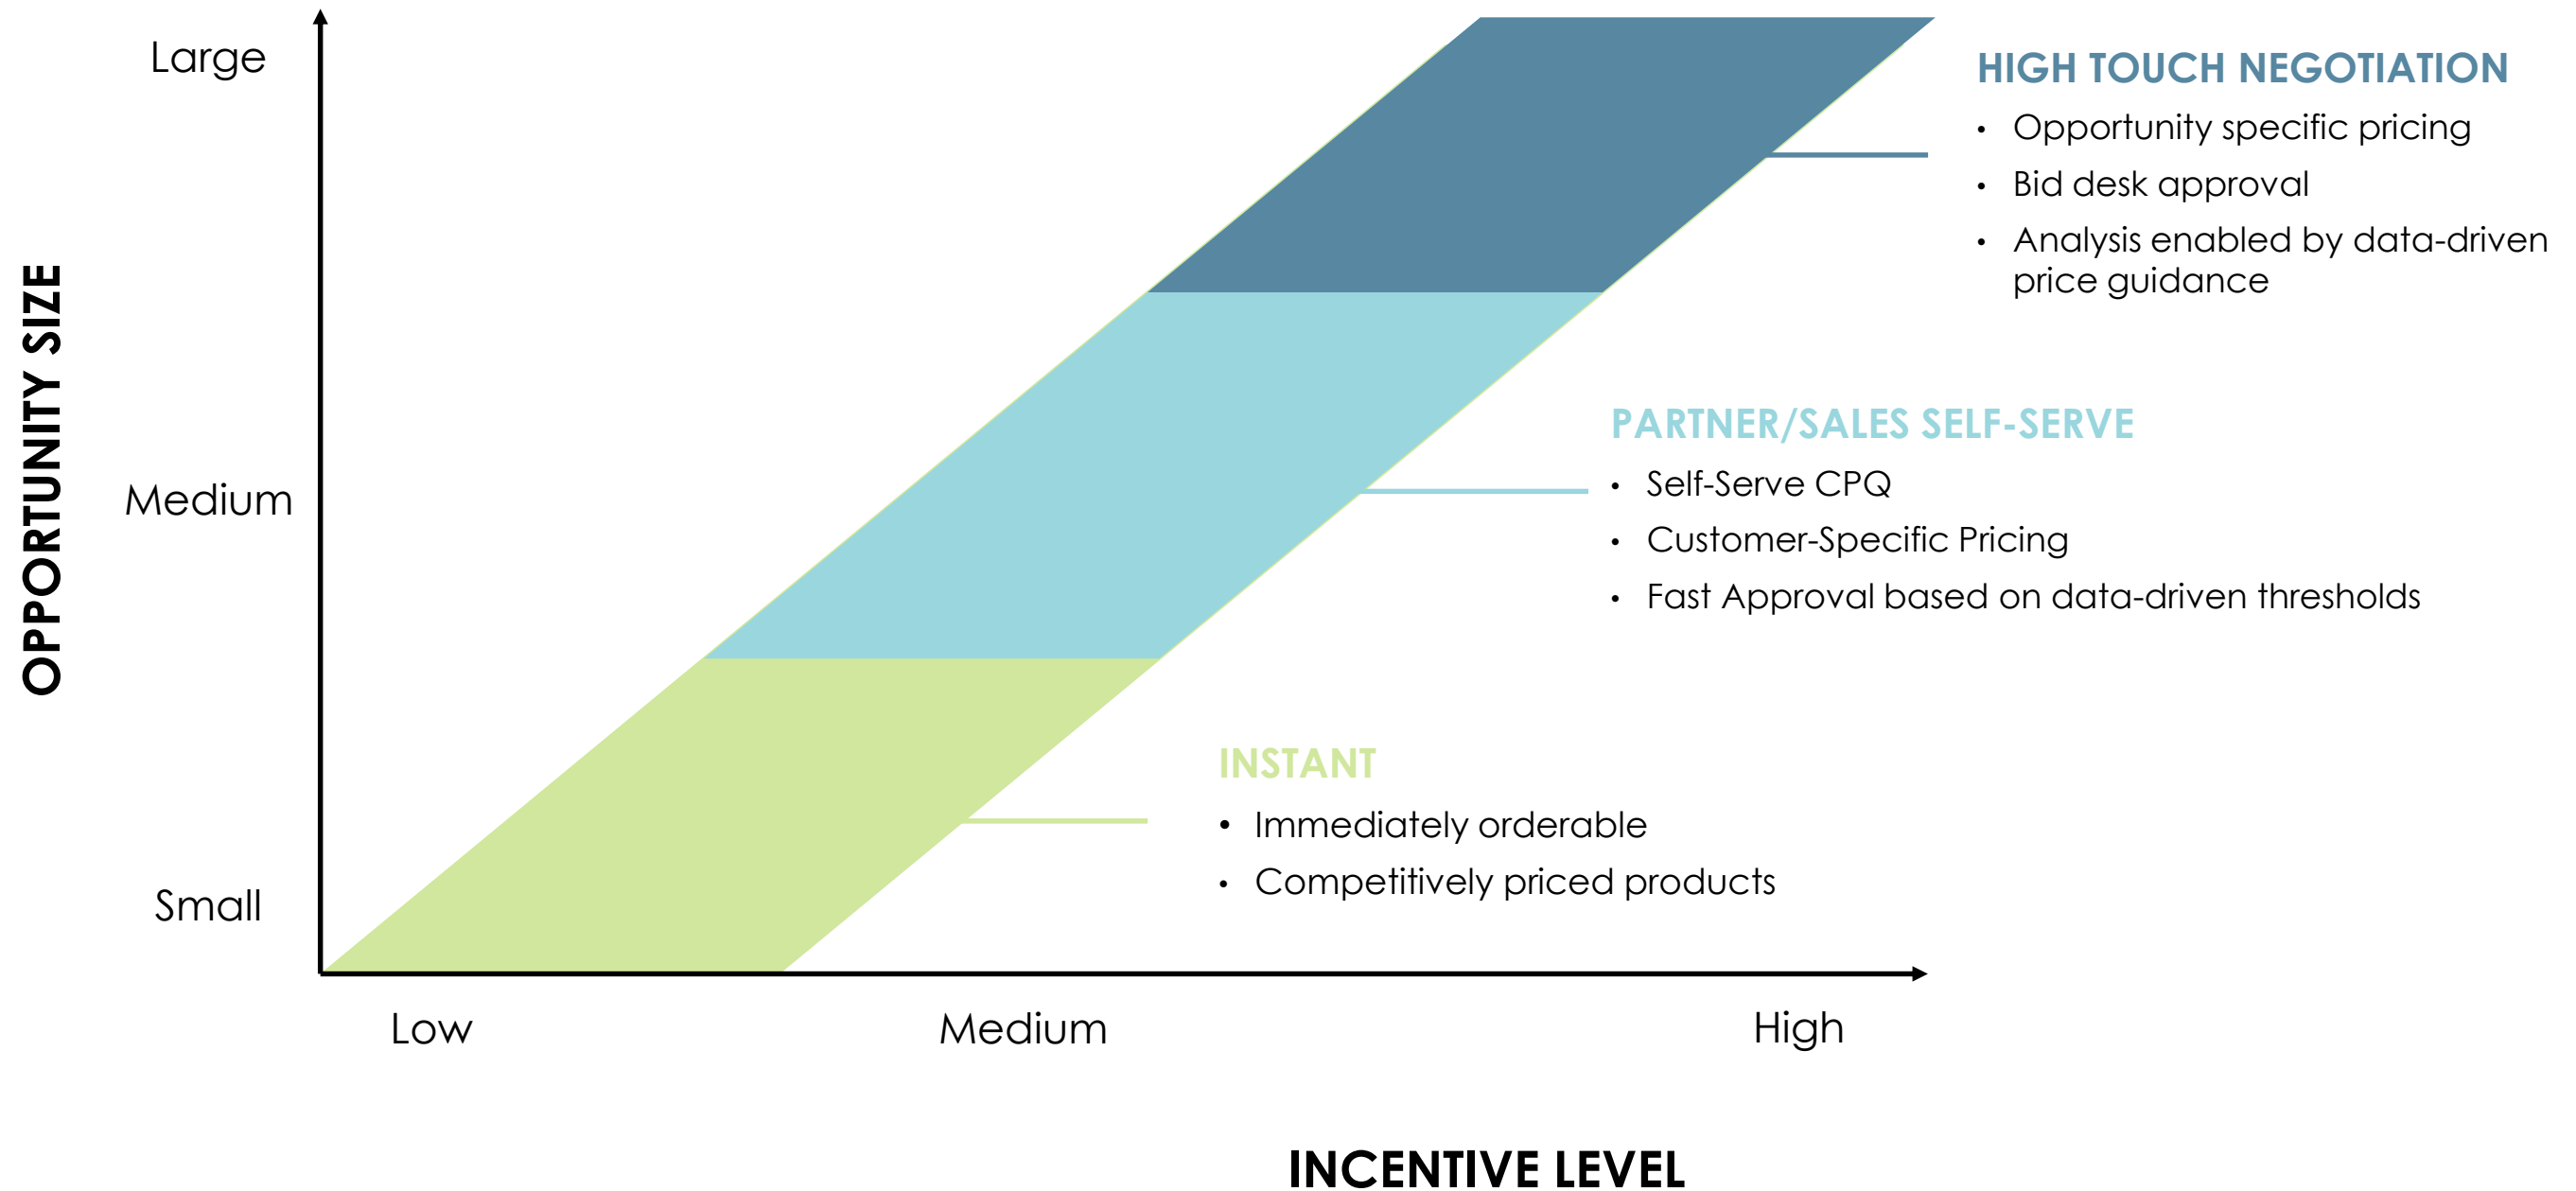 Large
HIGH TOUCH NEGOTIATION
• Opportunity specific pricing
• Bid desk approval
• Analysis enabled by data-driven
price guidance
OPPORTUNITY SIZE
PARTNER/SALES SELF-SERVE
Medium
• Self-Serve CPQ
• Customer-Specific Pricing
• Fast Approval based on data-driven thresholds
INSTANT
• Immediately orderable
• Competitively priced products
Small
Low
Medium
High
INCENTIVE LEVEL